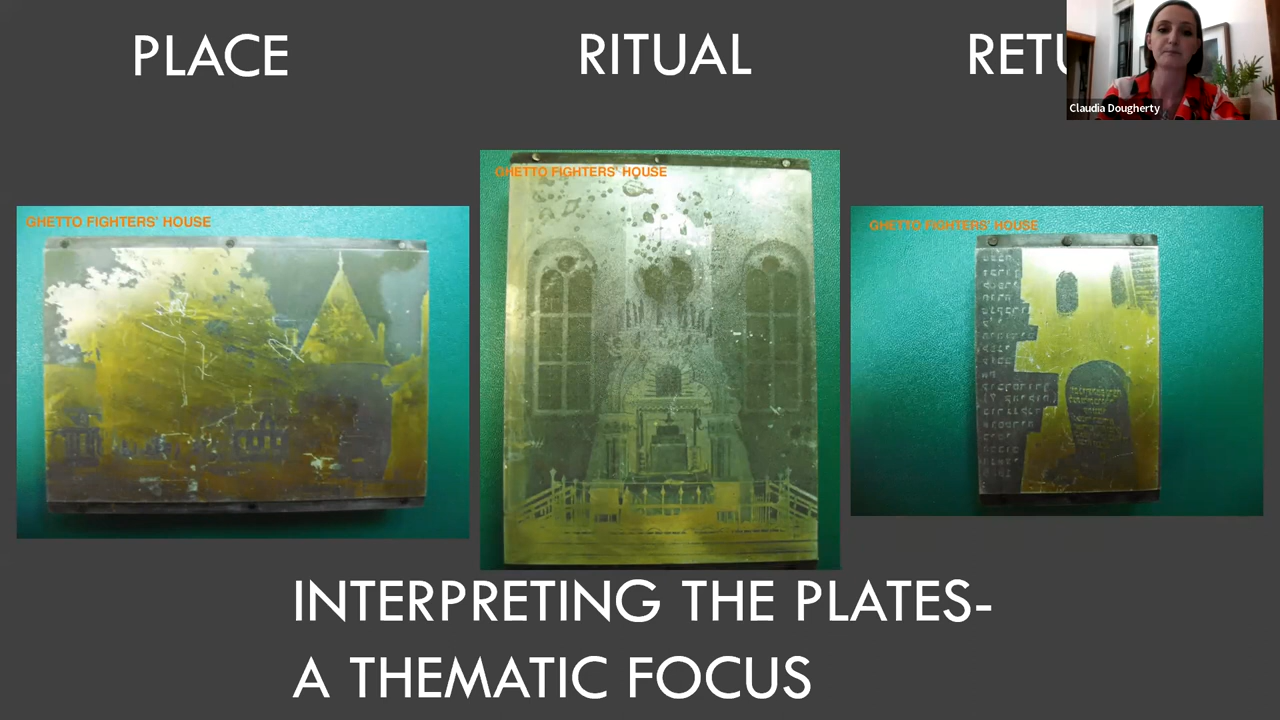 PLACE
RITUAL
RETU
Claudia Dougherty
GHETTO FIGHTERS' HOUSE
GHETTO FIGHTERS' HOUSE
GHETTO FIGHTERS' HOUSE
INTERPRETING THE PLATES-
A THEMATIC FOCUS